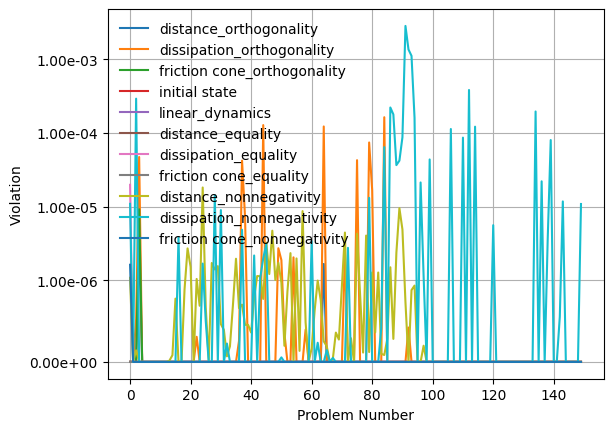 distance_orthogonality
dissipation_orthogonality
friction cone_orthogonality
initial state
linear_dynamics
distance_equality
dissipation_equality
friction cone_equality
distance_nonnegativity
dissipation_nonnegativity
friction cone_nonnegativity
1.00e-03
1.00e-04
1.00e-05
1.00e-06
0.00e+00
Violation
0 20 40 60 80 100 120 140
Problem Number